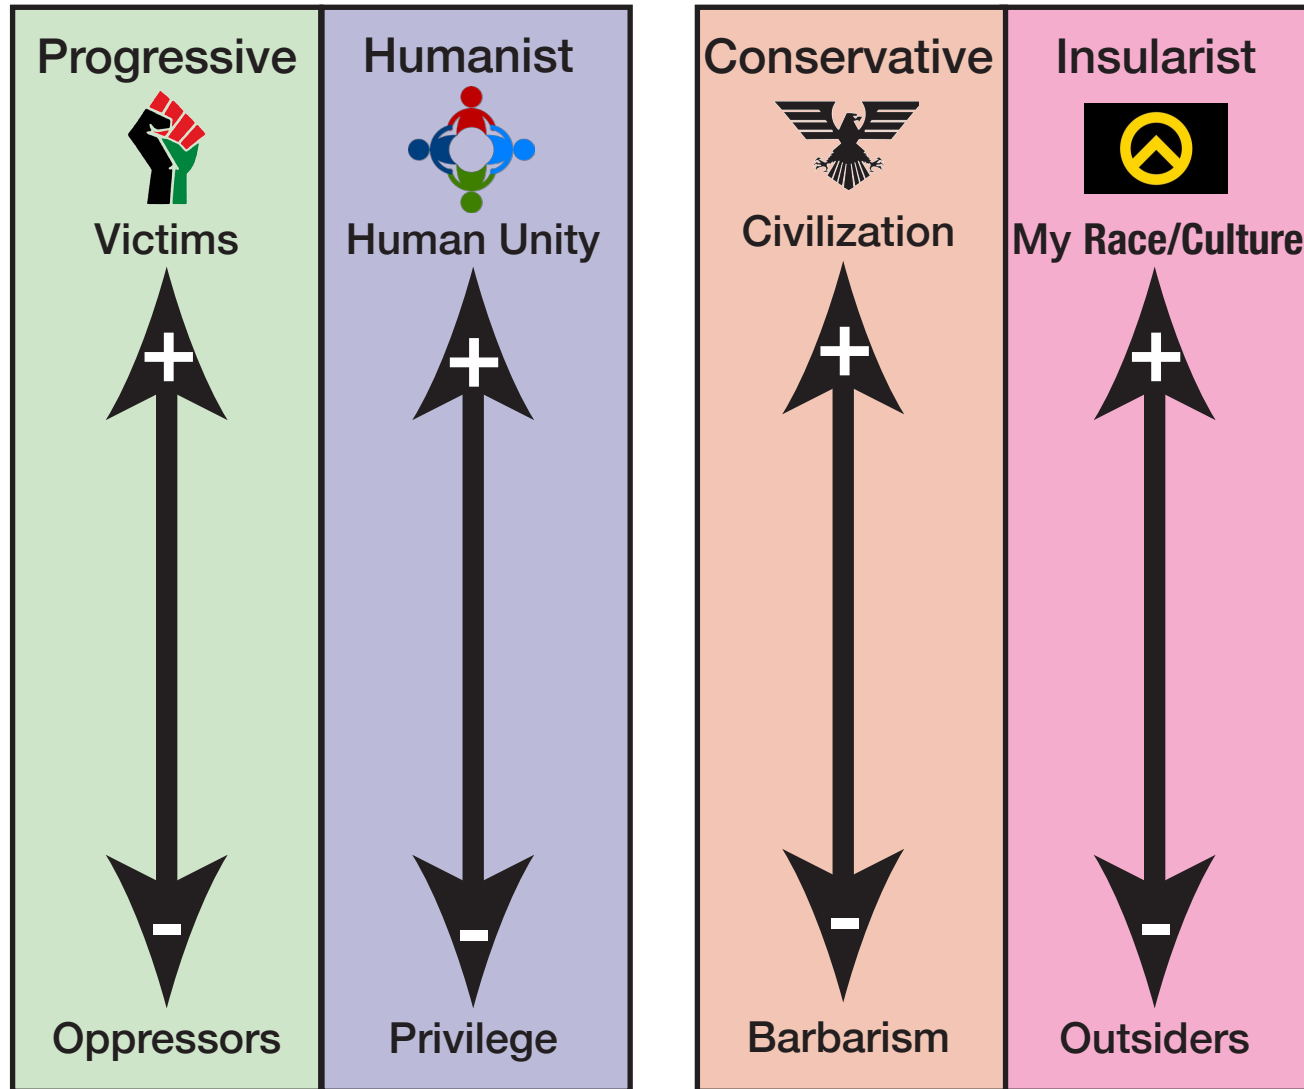 Progressive
Victims
+
-
Oppressors
Humanist
Human Unity
+
-
Privilege
Conservative
Civilization
+
-
Barbarism
Insularist
My Race/Culture
+
-
Outsiders